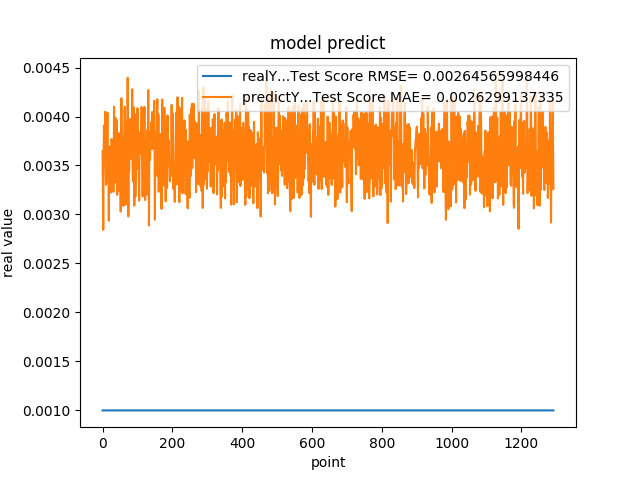 model predict
realY...Test Score RMSE= 0.00264565998446
predictY...Test Score MAE= 0.0026299137335
0.0045
0.0040
0.0035
0.0030
0.0025
0.0020
0.0015
0.0010
real value
0 200 400 600 800 1000 1200
point